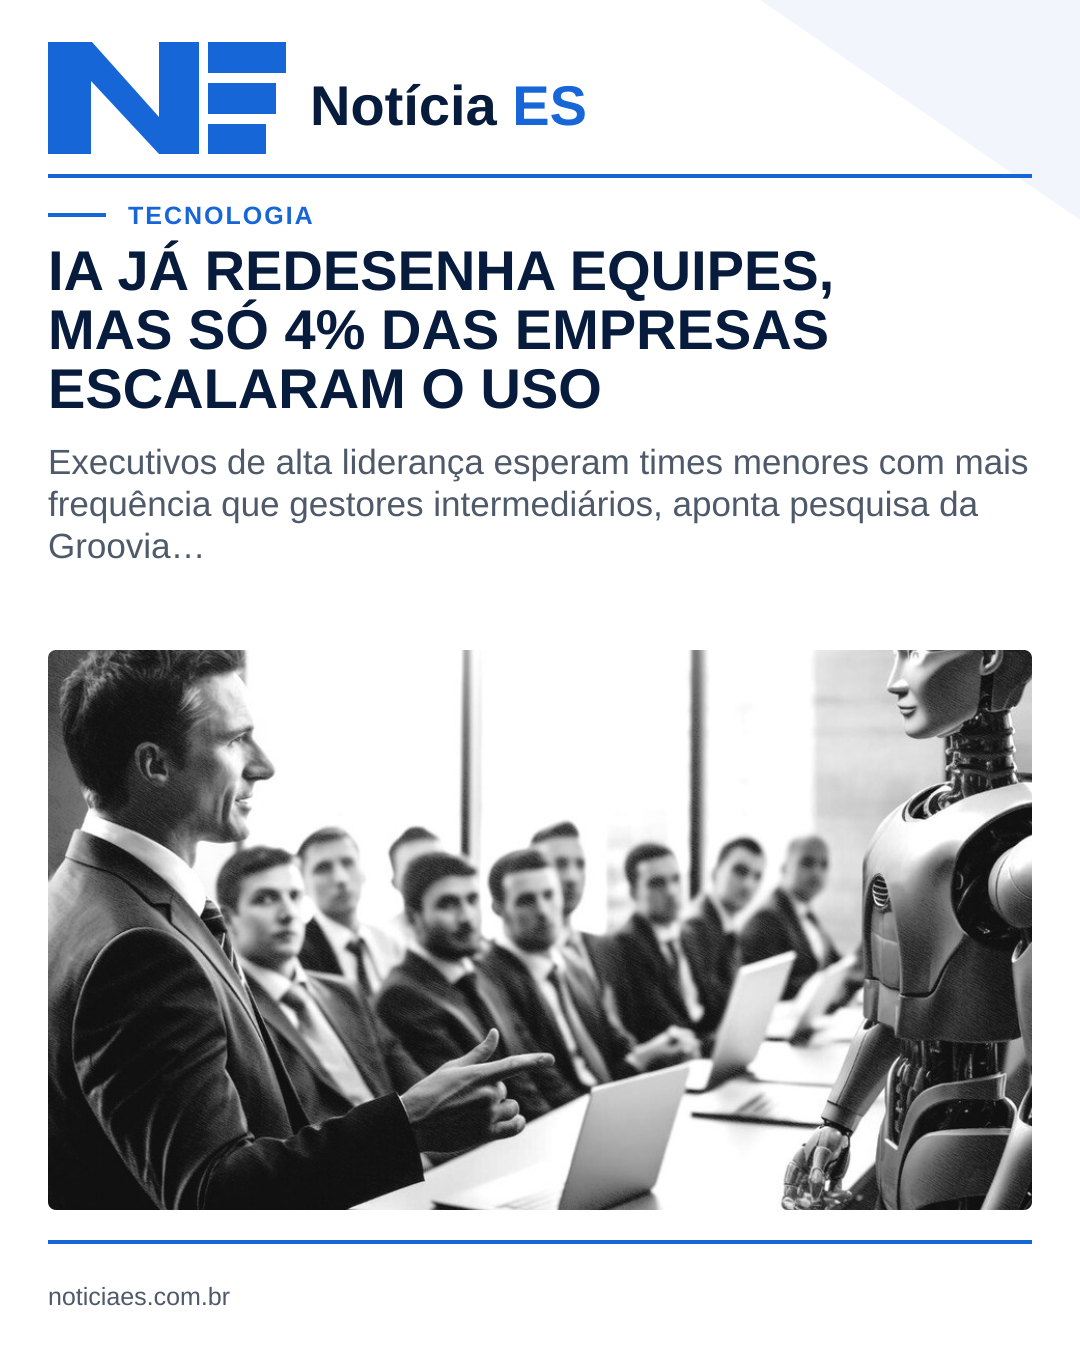 NE
Notícia ES
TECNOLOGIA
IA JÁ REDESENHA EQUIPES,
MAS SÓ 4% DAS EMPRESAS
ESCALARAM O USO
Executivos de alta liderança esperam times menores com mais
frequência que gestores intermediários, aponta pesquisa da
Groovia…
noticiaes.com.br